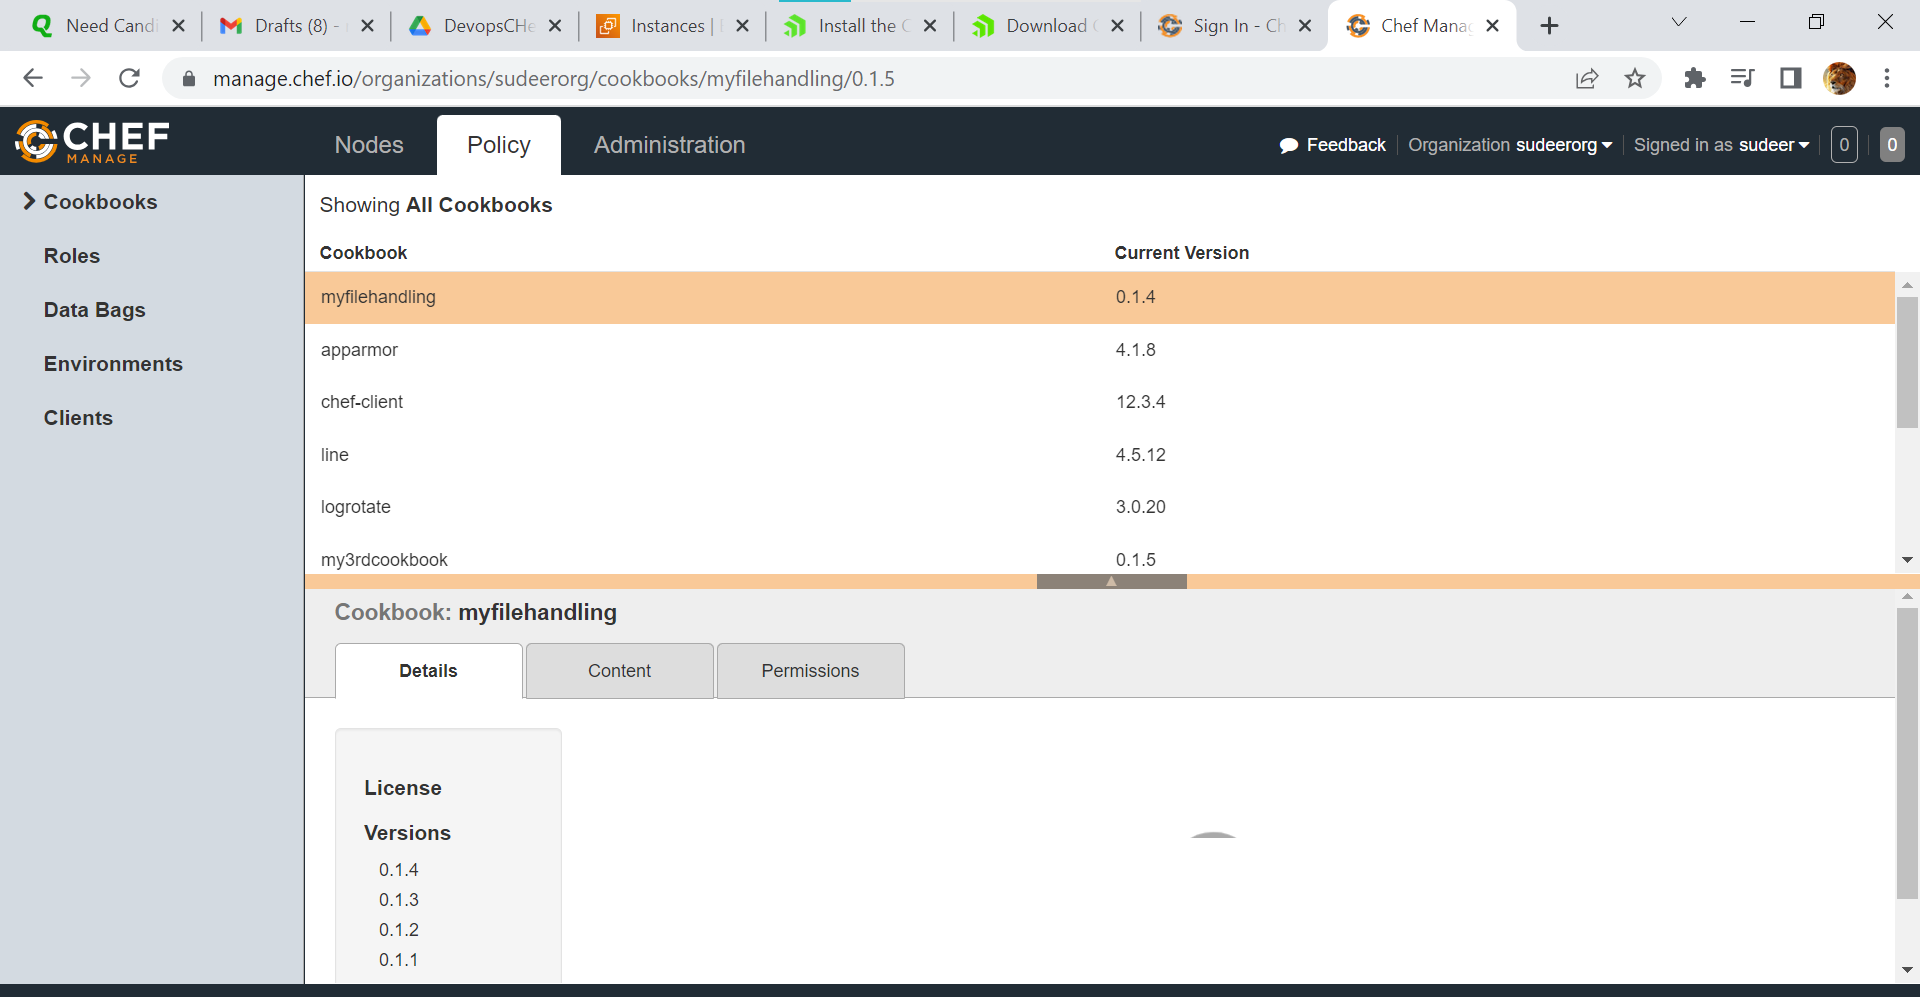 Need Candi
Drafts (8) -
DevopsCHe
Instances |
Install the C
Download C
Sign In - Ch
Chef Manag
manage.chef.io/organizations/sudeerorg/cookbooks/myfilehandling/0.1.5
CHEF
MANAGE
Nodes
Policy
Administration
Feedback
Organization sudeerorg
Signed in as sudeer
0
0
Cookbooks
Roles
Data Bags
Environments
Clients
Showing All Cookbooks
Cookbook Current Version
myfilehandling 0.1.4
apparmor 4.1.8
chef-client 12.3.4
line 4.5.12
logrotate 3.0.20
my3rdcookbook 0.1.5
Cookbook: myfilehandling
Details
Content
Permissions
License
Versions
0.1.4
0.1.3
0.1.2
0.1.1